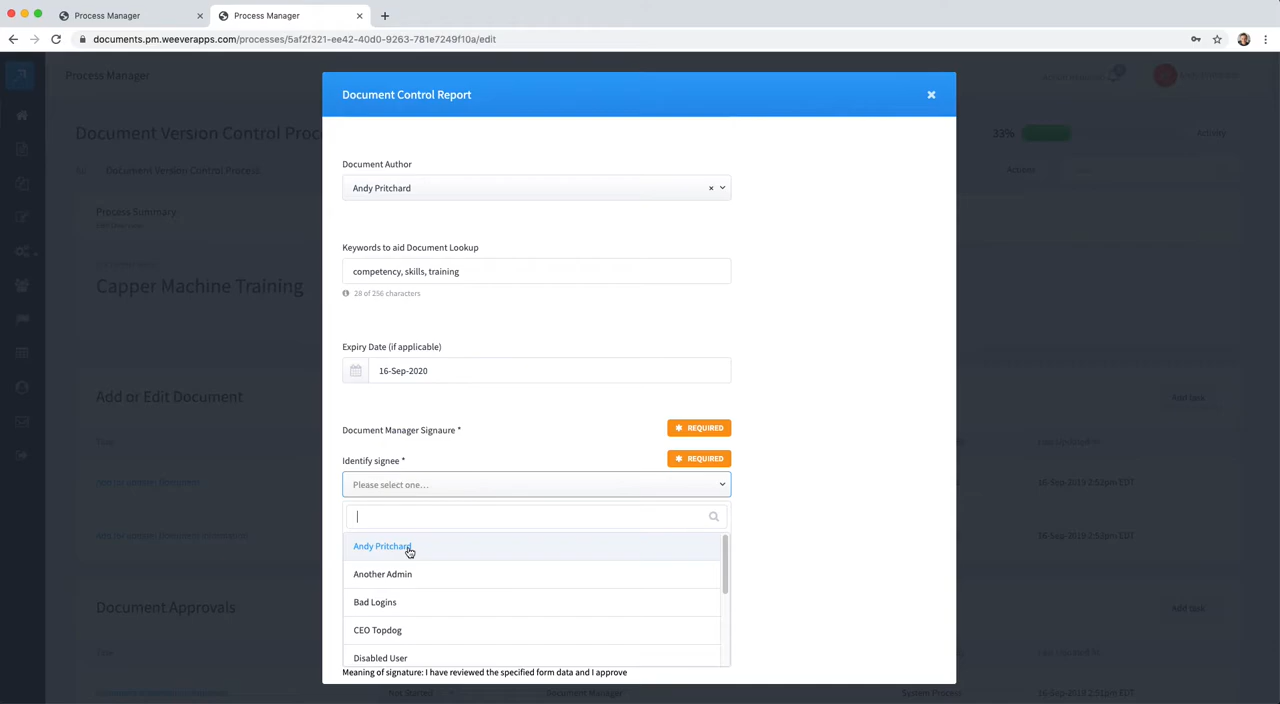 Process Manager
Process Manager
documents.pm.weeverapps.com/processes/5af2f321-ee42-40d0-9263-781e7249f10a/edit
Process Manager
Document Control Report
Document Version Control Proc
33%
Activity
Document Version Control Process
Actions
Document Author
Andy Pritchard
Process Summary
Keywords to aid Document Lookup
competency, skills, training
28 of 256 characters
Capper Machine Training
Expiry Date (if applicable)
16-Sep-2020
Add or Edit Document
Add task
Document Manager Signaure *
REQUIRED
Identify signee *
REQUIRED
Please select one...
Andy Pritchard
Another Admin
Bad Logins
CEO Topdog
Disabled User
16-Sep-2019 2:52pm EDT
16-Sep-2019 2:53pm EDT
Document Approvals
Add task
Meaning of signature: I have reviewed the specified form data and I approve
Not Started
Document Manager
System Process
16-Sep-2019 2:51pm EDT